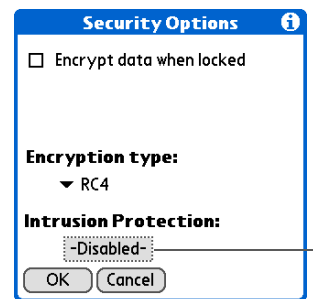 Security Options
Encrypt data when locked
Encryption type:
RC4
Intrusion Protection:
-Disabled-
OK Cancel